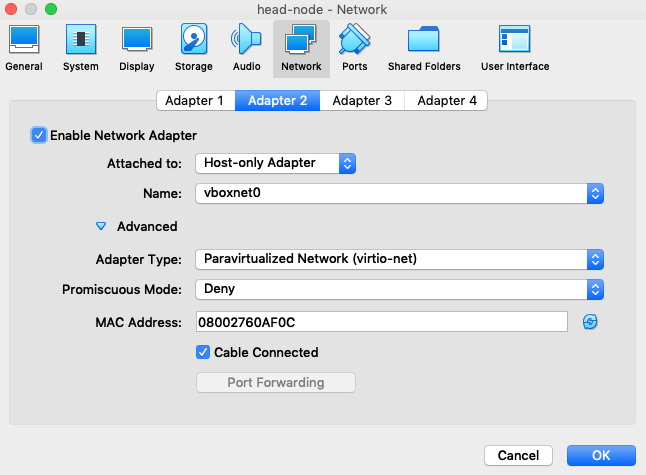 head-node - Network
General System Display Storage Audio Network Ports Shared Folders User Interface
Adapter 1 Adapter 2 Adapter 3 Adapter 4
Enable Network Adapter
Attached to: Host-only Adapter
Name: vboxnet0
Advanced
Adapter Type: Paravirtualized Network (virtio-net)
Promiscuous Mode: Deny
MAC Address: 08002760AF0C
Cable Connected
Port Forwarding
Cancel OK